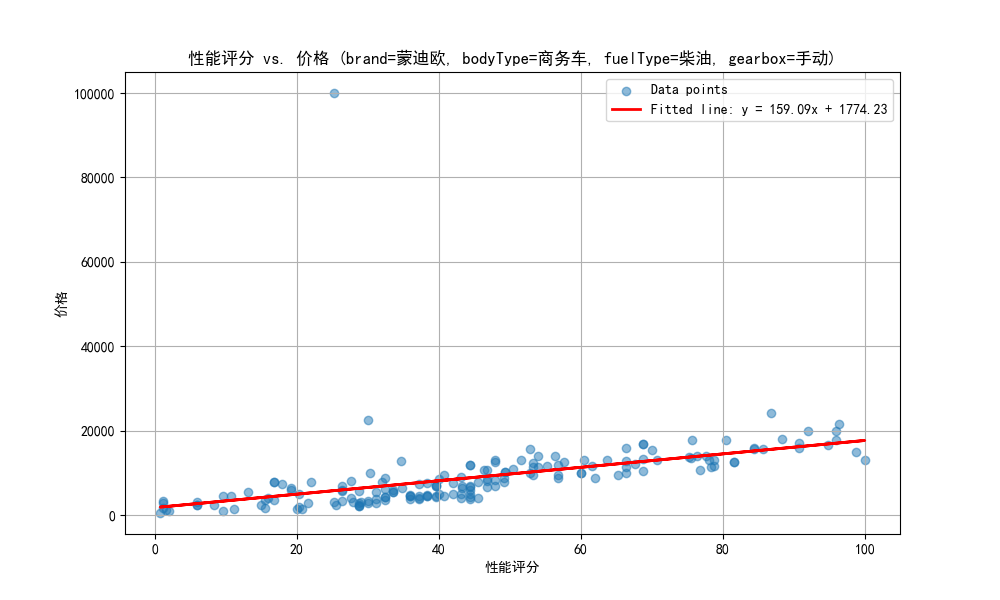 性能评分 vs. 价格 (brand=蒙迪欧, bodyType=商务车, fuelType=柴油, gearbox=手动)
Data points
Fitted line: y = 159.09x + 1774.23
100000
80000
60000
40000
20000
0
价格
0 20 40 60 80 100
性能评分